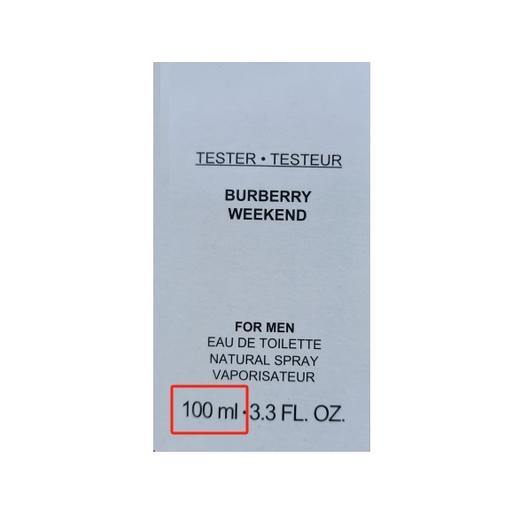 TESTER • TESTEUR
BURBERRY
WEEKEND
FOR MEN
EAU DE TOILETTE
NATURAL SPRAY
VAPORISATEUR
100 ml • 3.3 FL. OZ.